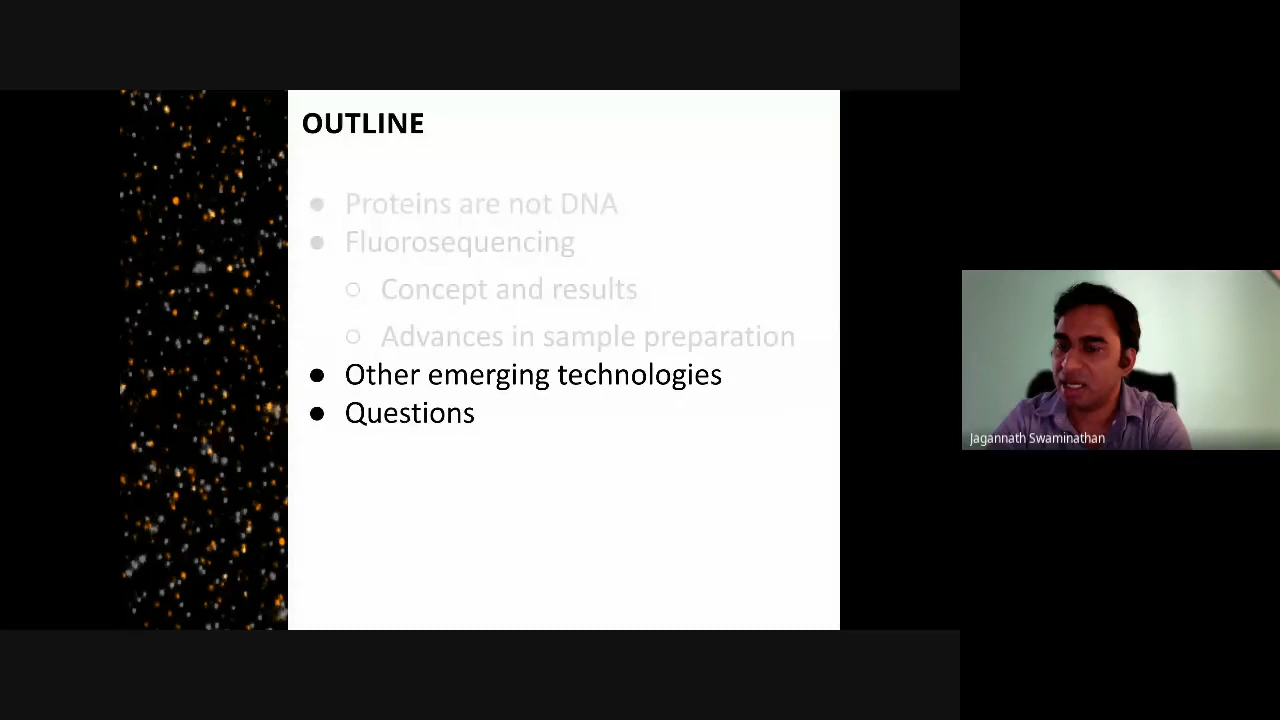 OUTLINE
● Proteins are not DNA
● Fluorosequencing
○ Concept and results
○ Advances in sample preparation
● Other emerging technologies
● Questions
Jagannath Swaminathan